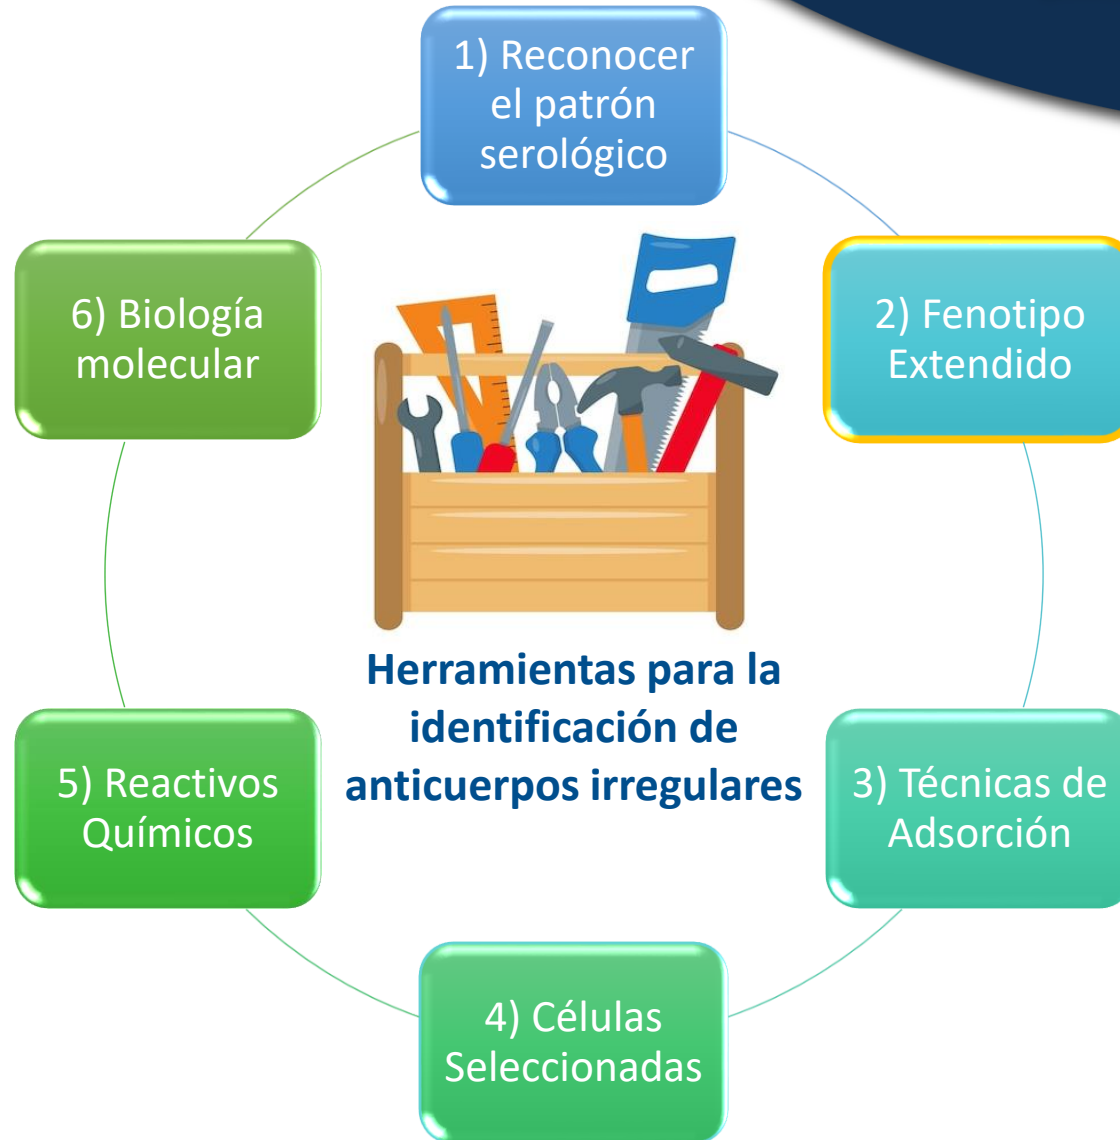 1) Reconocer
el patrón
serológico
2) Fenotipo
Extendido
3) Técnicas de
Adsorción
4) Células
Seleccionadas
5) Reactivos
Químicos
6) Biología
molecular
Herramientas para la
identificación de
anticuerpos irregulares